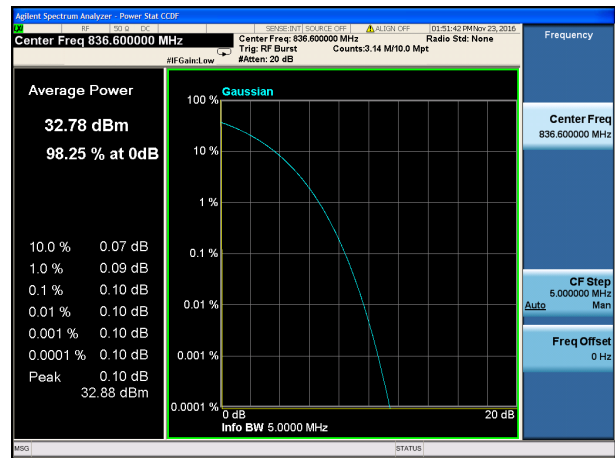 Agilent Spectrum Analyzer - Power Stat CCDF
RF 50 Ω DC SENSE:INT SOURCE OFF ALIGN OFF 01:51:42 PM Nov 23, 2016
Center Freq 836.600000 MHz
Center Freq: 836.600000 MHz
Radio Std: None
Trig: RF Burst
Counts:3.14 M/10.0 Mpt
#IFGain:Low
#Atten: 20 dB
Average Power
32.78 dBm
98.25 % at 0dB
10.0 % 0.07 dB
1.0 % 0.09 dB
0.1 % 0.10 dB
0.01 % 0.10 dB
0.001 % 0.10 dB
0.0001 % 0.10 dB
Peak 0.10 dB
32.88 dBm
Gaussian
100 %
10 %
1 %
0.1 %
0.01 %
0.001 %
0.0001 %
0 dB
20 dB
Info BW 5.0000 MHz
Frequency
Center Freq
836.600000 MHz
CF Step
5.000000 MHz
Auto Man
Freq Offset
0 Hz
MSG
STATUS